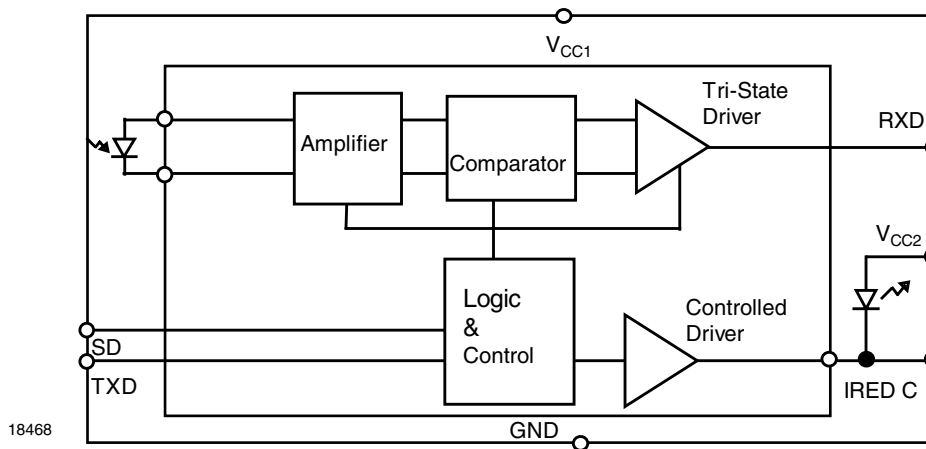 VCC1
Tri-State
Driver
RXD
Amplifier
Comparator
VCC2
Logic
&
Control
Controlled
Driver
SD
TXD
IRED C
GND
18468